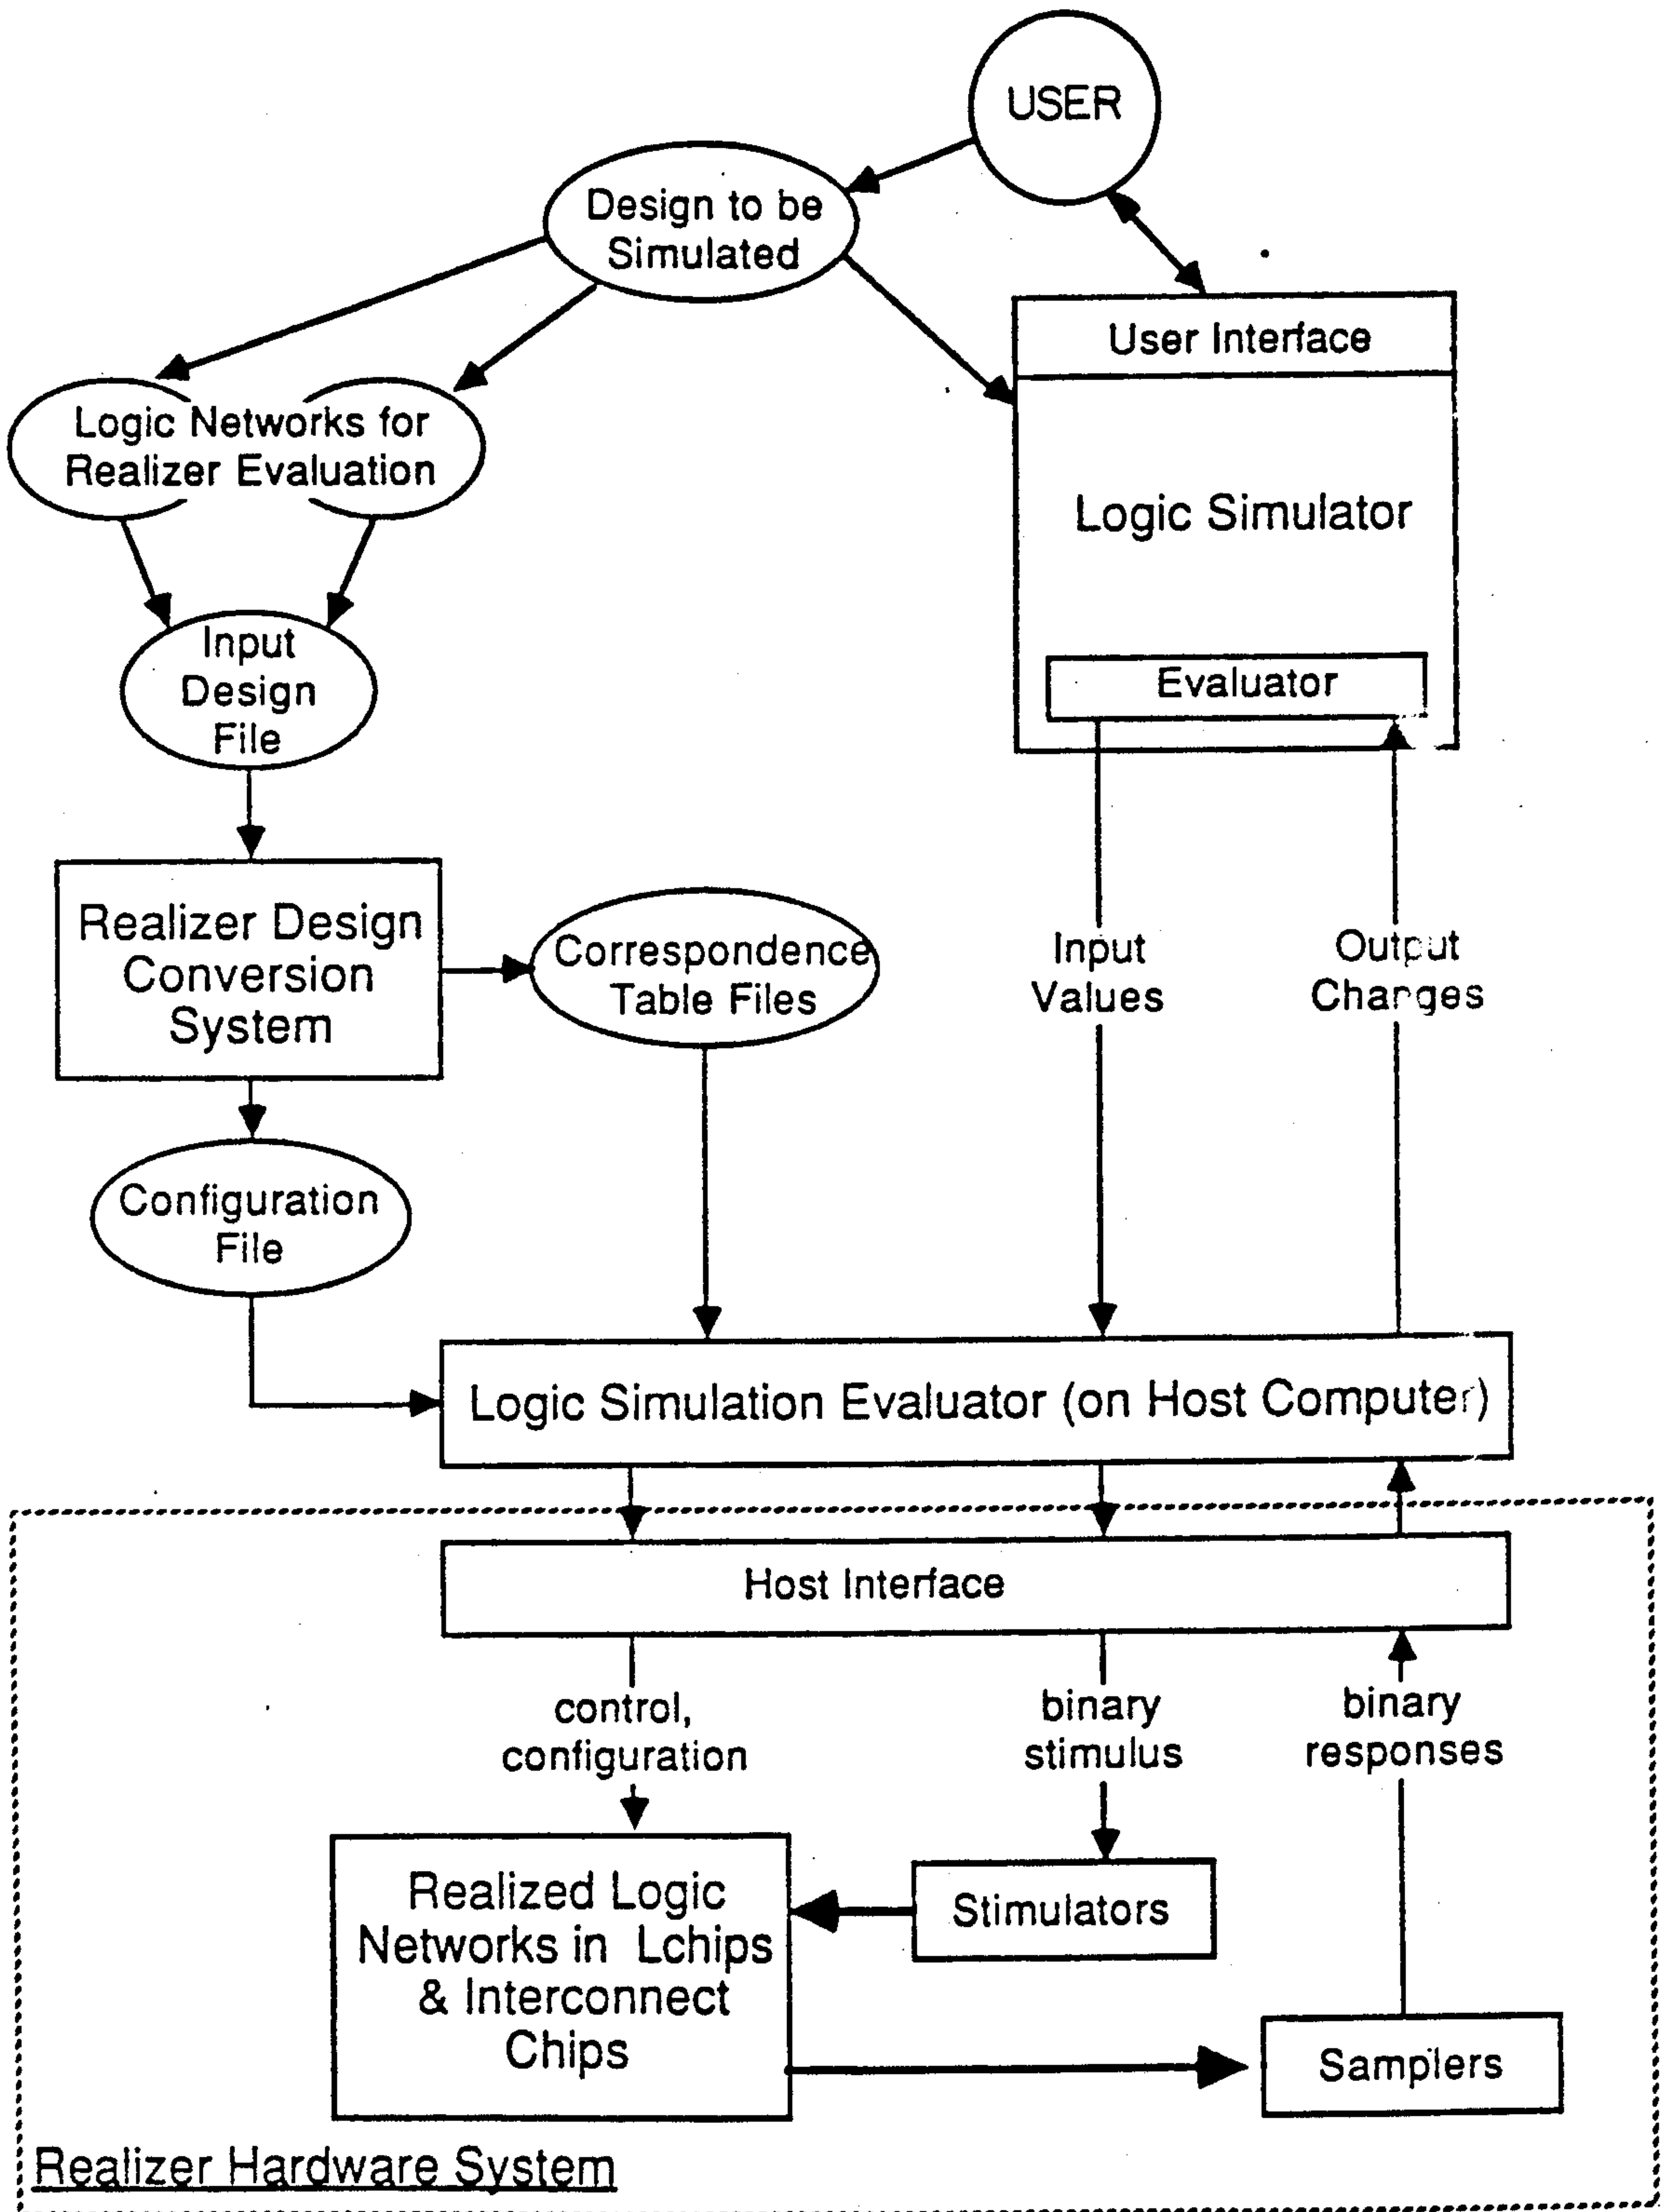 USER
Design to be
Simulated
User Interface
Logic Networks for
Realizer Evaluation
Logic Simulator
Input
Design
File
Evaluator
Realizer Design
Conversion
System
Correspondence
Table Files
Input
Values
Output
Changes
Configuration
File
Logic Simulation Evaluator (on Host Computer)
Host Interface
control,
configuration
binary
stimulus
binary
responses
Realized Logic
Networks in Lchips
& Interconnect
Chips
Stimulators
Samplers
Realizer Hardware System